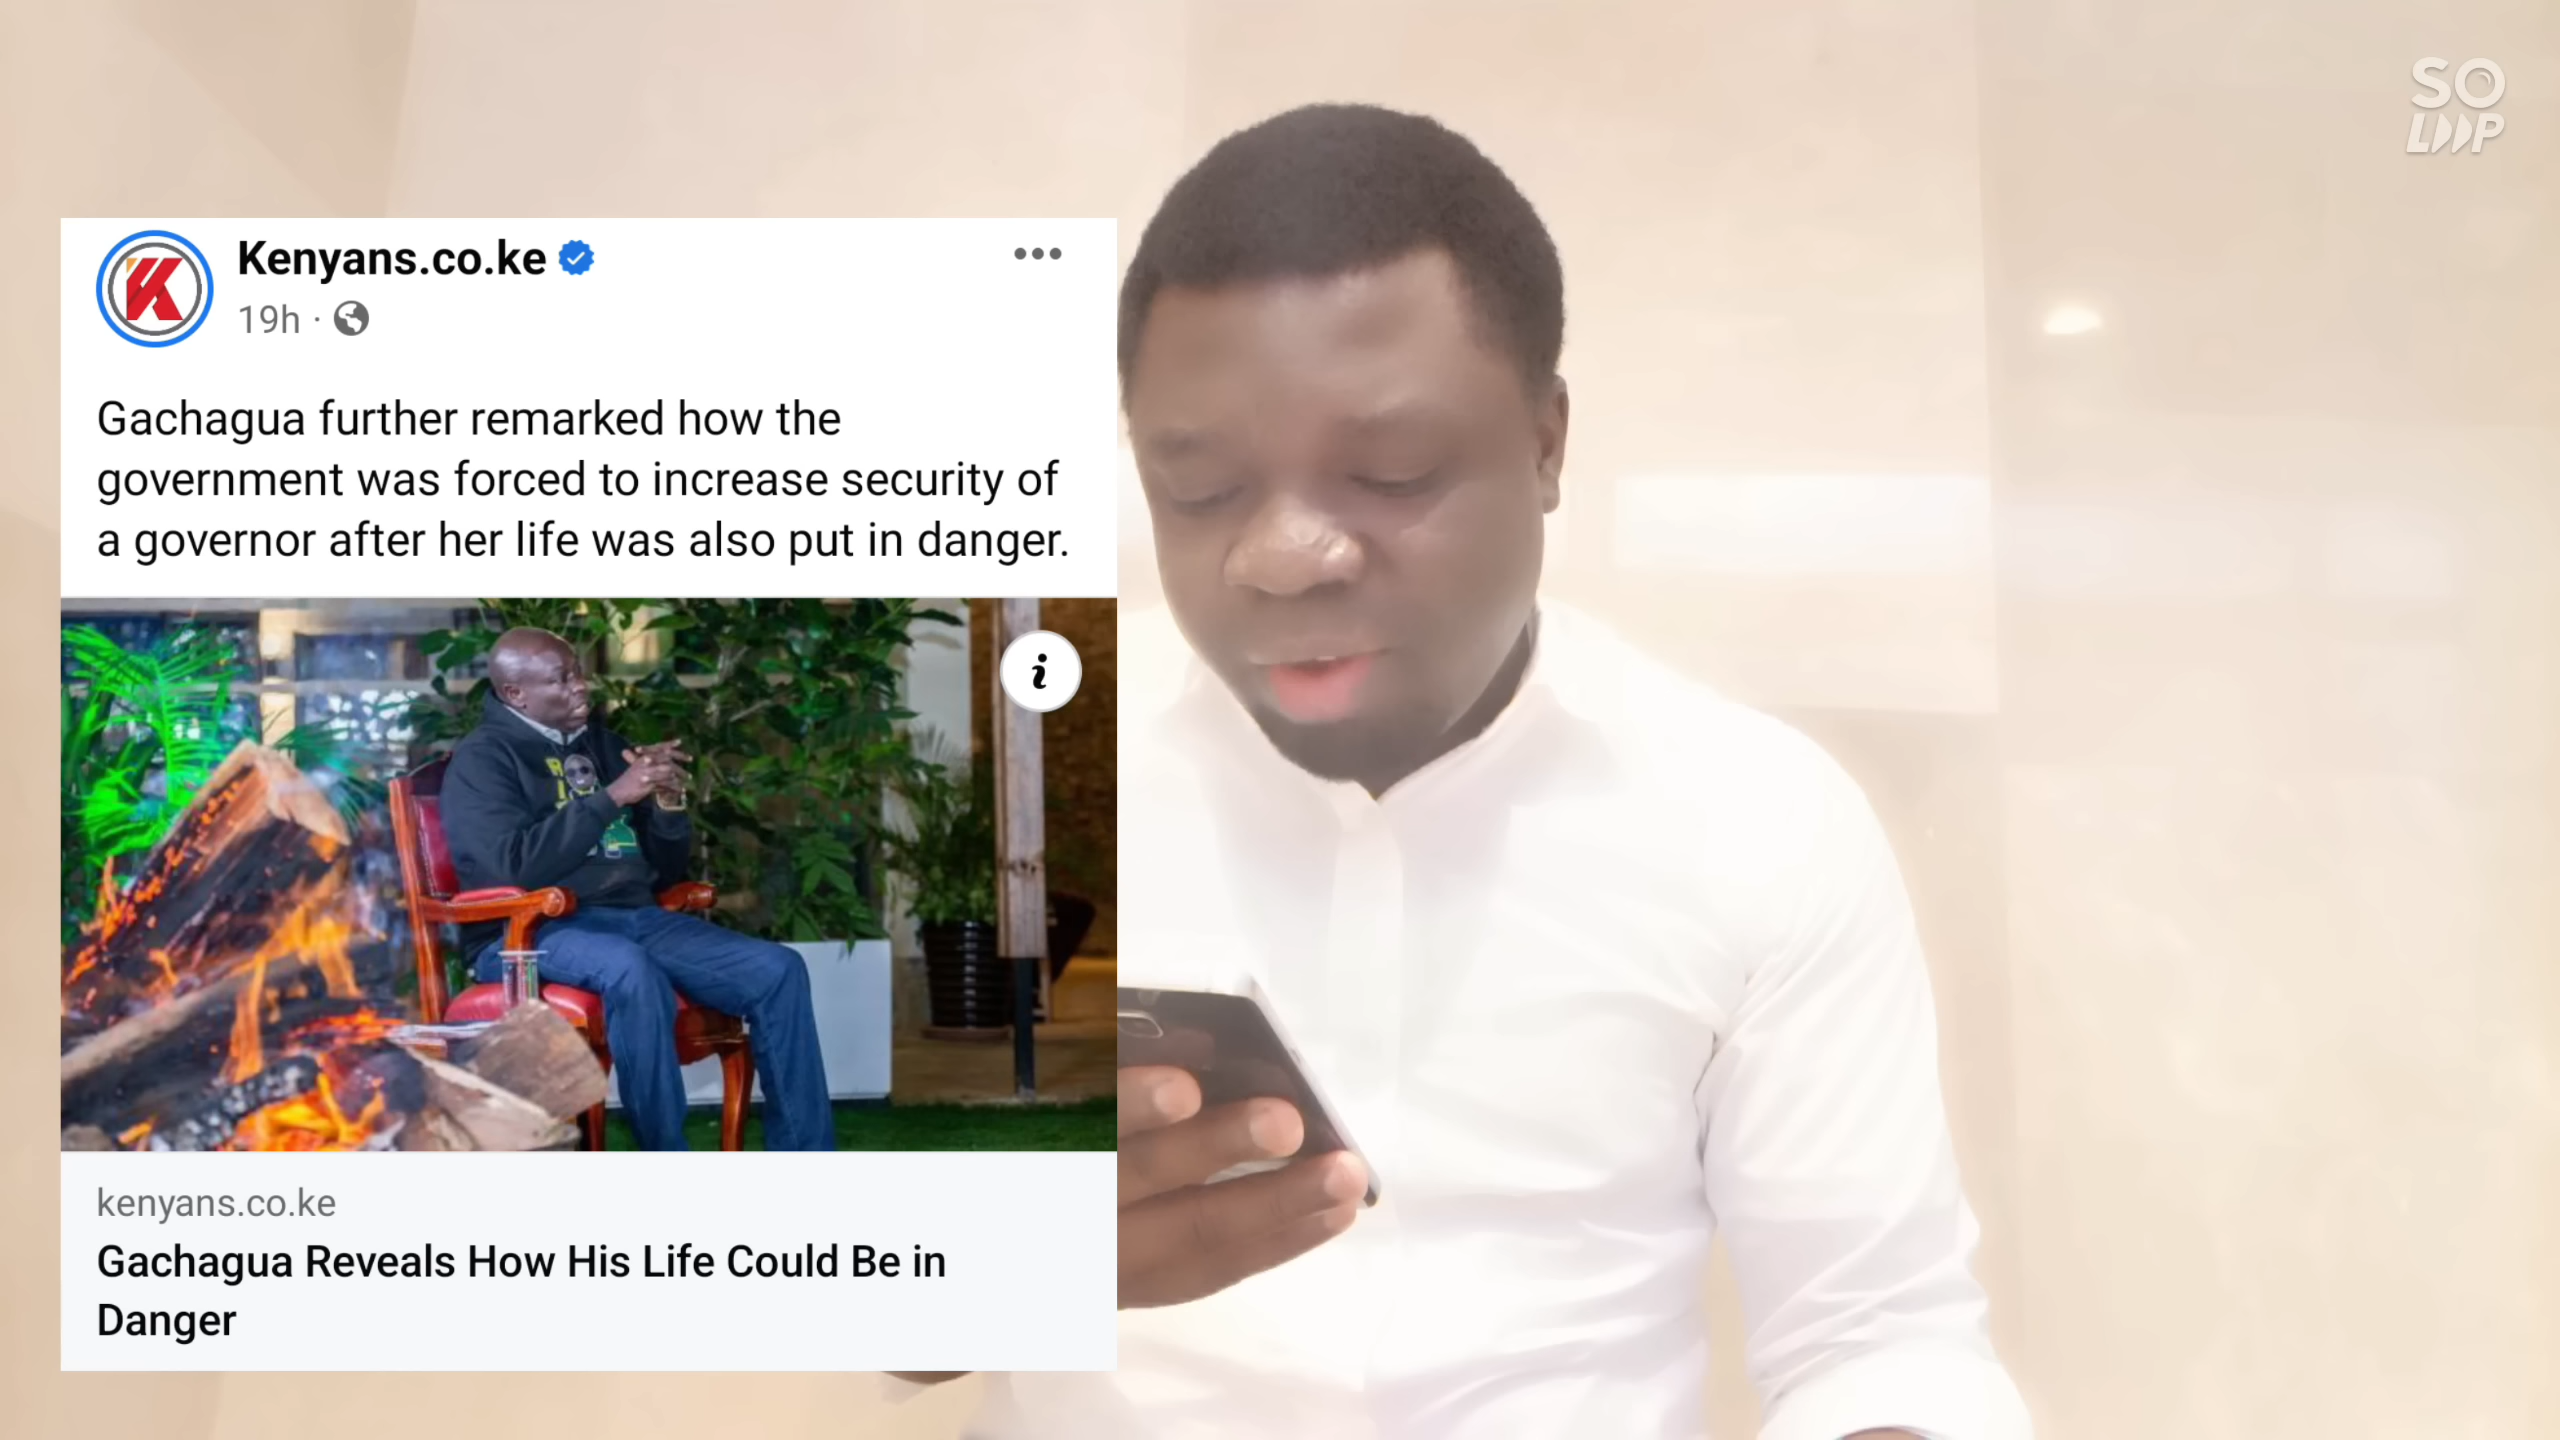 Kenyans.co.ke
19h ·
Gachagua further remarked how the
government was forced to increase security of
a governor after her life was also put in danger.
i
kenyans.co.ke
Gachagua Reveals How His Life Could Be in
Danger
SO
LOOP